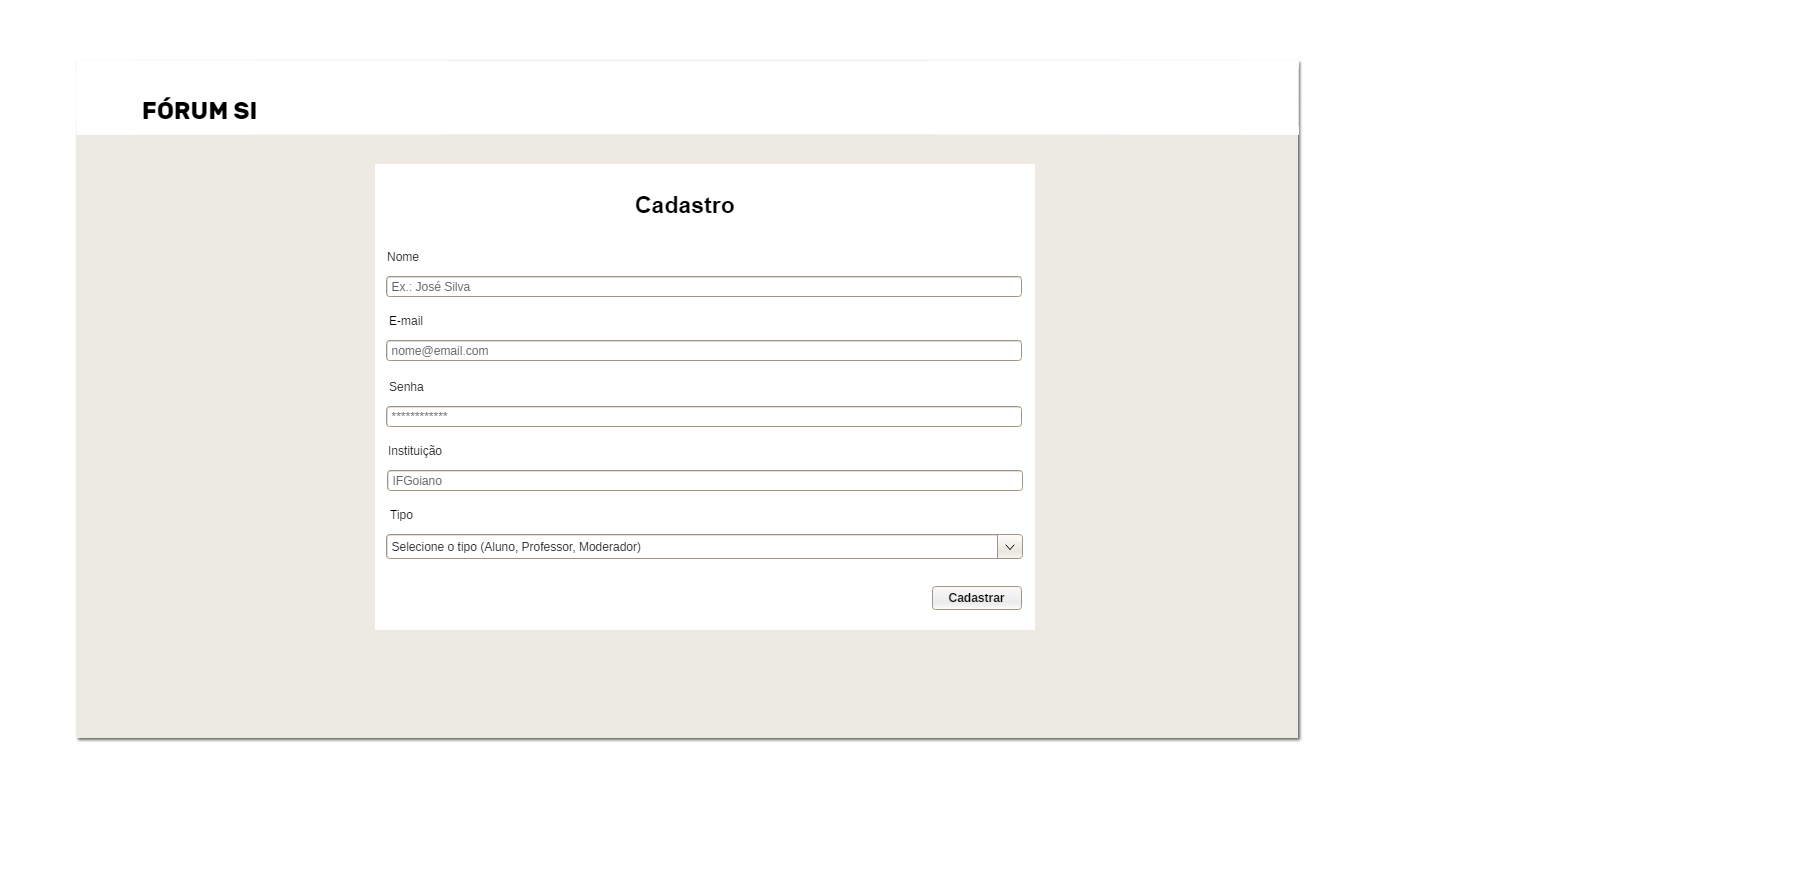 FÓRUM SI
Cadastro
Nome
Ex.: José Silva
E-mail
nome@email.com
Senha
************
Instituição
IFGoiano
Tipo
Selecione o tipo (Aluno, Professor, Moderador)
Cadastrar